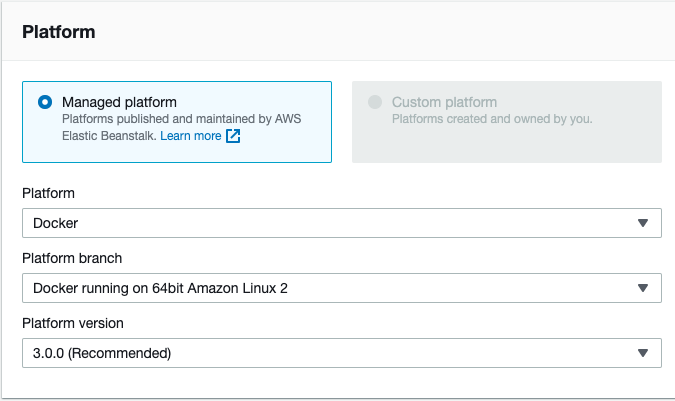 Platform
Managed platform
Platforms published and maintained by AWS
Elastic Beanstalk. Learn more
Custom platform
Platforms created and owned by you.
Platform
Docker
Platform branch
Docker running on 64bit Amazon Linux 2
Platform version
3.0.0 (Recommended)